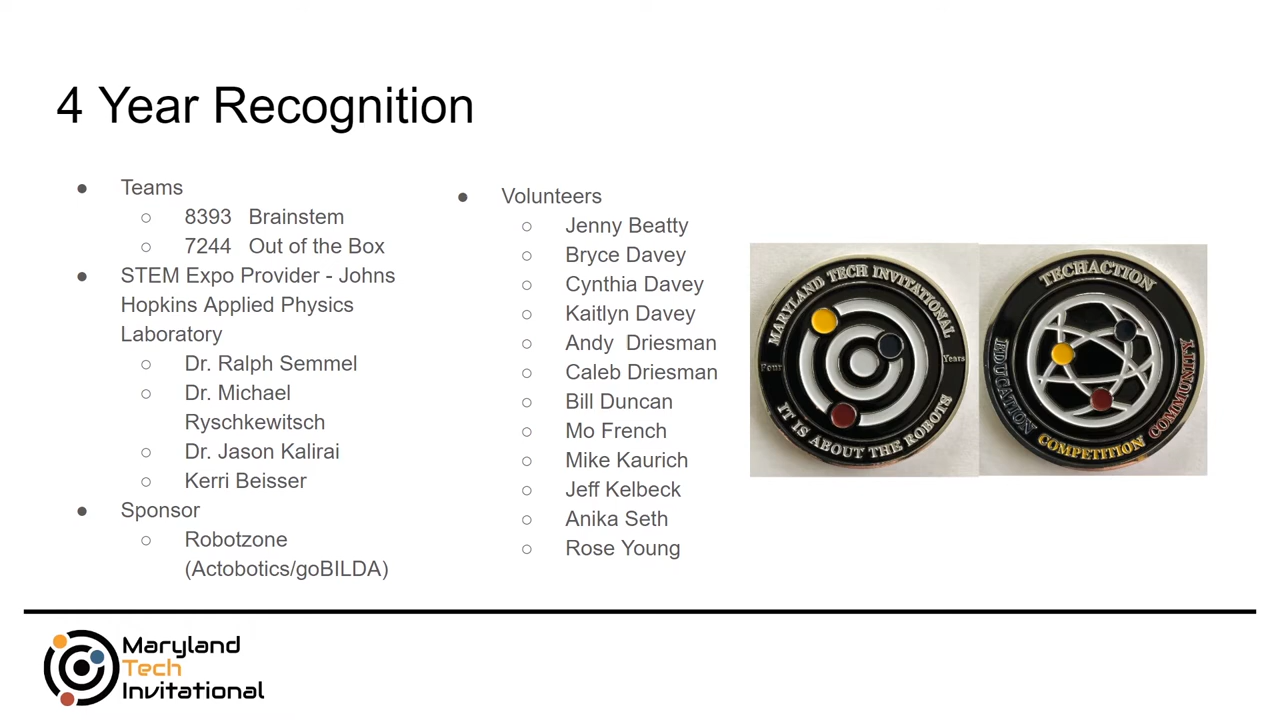 4 Year Recognition
● Teams
○ 8393 Brainstem
○ 7244 Out of the Box
● STEM Expo Provider - Johns
Hopkins Applied Physics
Laboratory
○ Dr. Ralph Semmel
○ Dr. Michael
Ryschkewitsch
○ Dr. Jason Kalirai
○ Kerri Beisser
● Sponsor
○ Robotzone
(Actobotics/goBILDA)
● Volunteers
○ Jenny Beatty
○ Bryce Davey
○ Cynthia Davey
○ Kaitlyn Davey
○ Andy Driesman
○ Caleb Driesman
○ Bill Duncan
○ Mo French
○ Mike Kaurich
○ Jeff Kelbeck
○ Anika Seth
○ Rose Young
MARYLAND TECH INVITATIONAL
Four
Years
IT IS ABOUT THE ROBOTS
TECHACTION
EDUCATION
COMPETITION
COMMUNITY
Maryland
Tech
Invitational